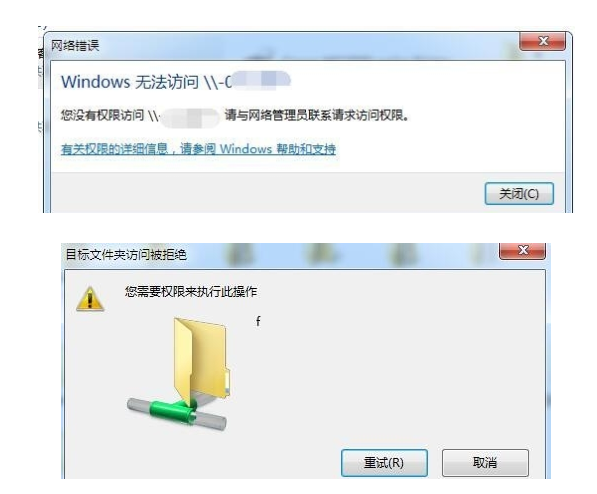 网络错误
Windows 无法访问 \\-0
您没有权限访问 \\- 请与网络管理员联系请求访问权限。
有关权限的详细信息，请参阅 Windows 帮助和支持
关闭(C)
目标文件夹访问被拒绝
您需要权限来执行此操作
f
重试(R)
取消